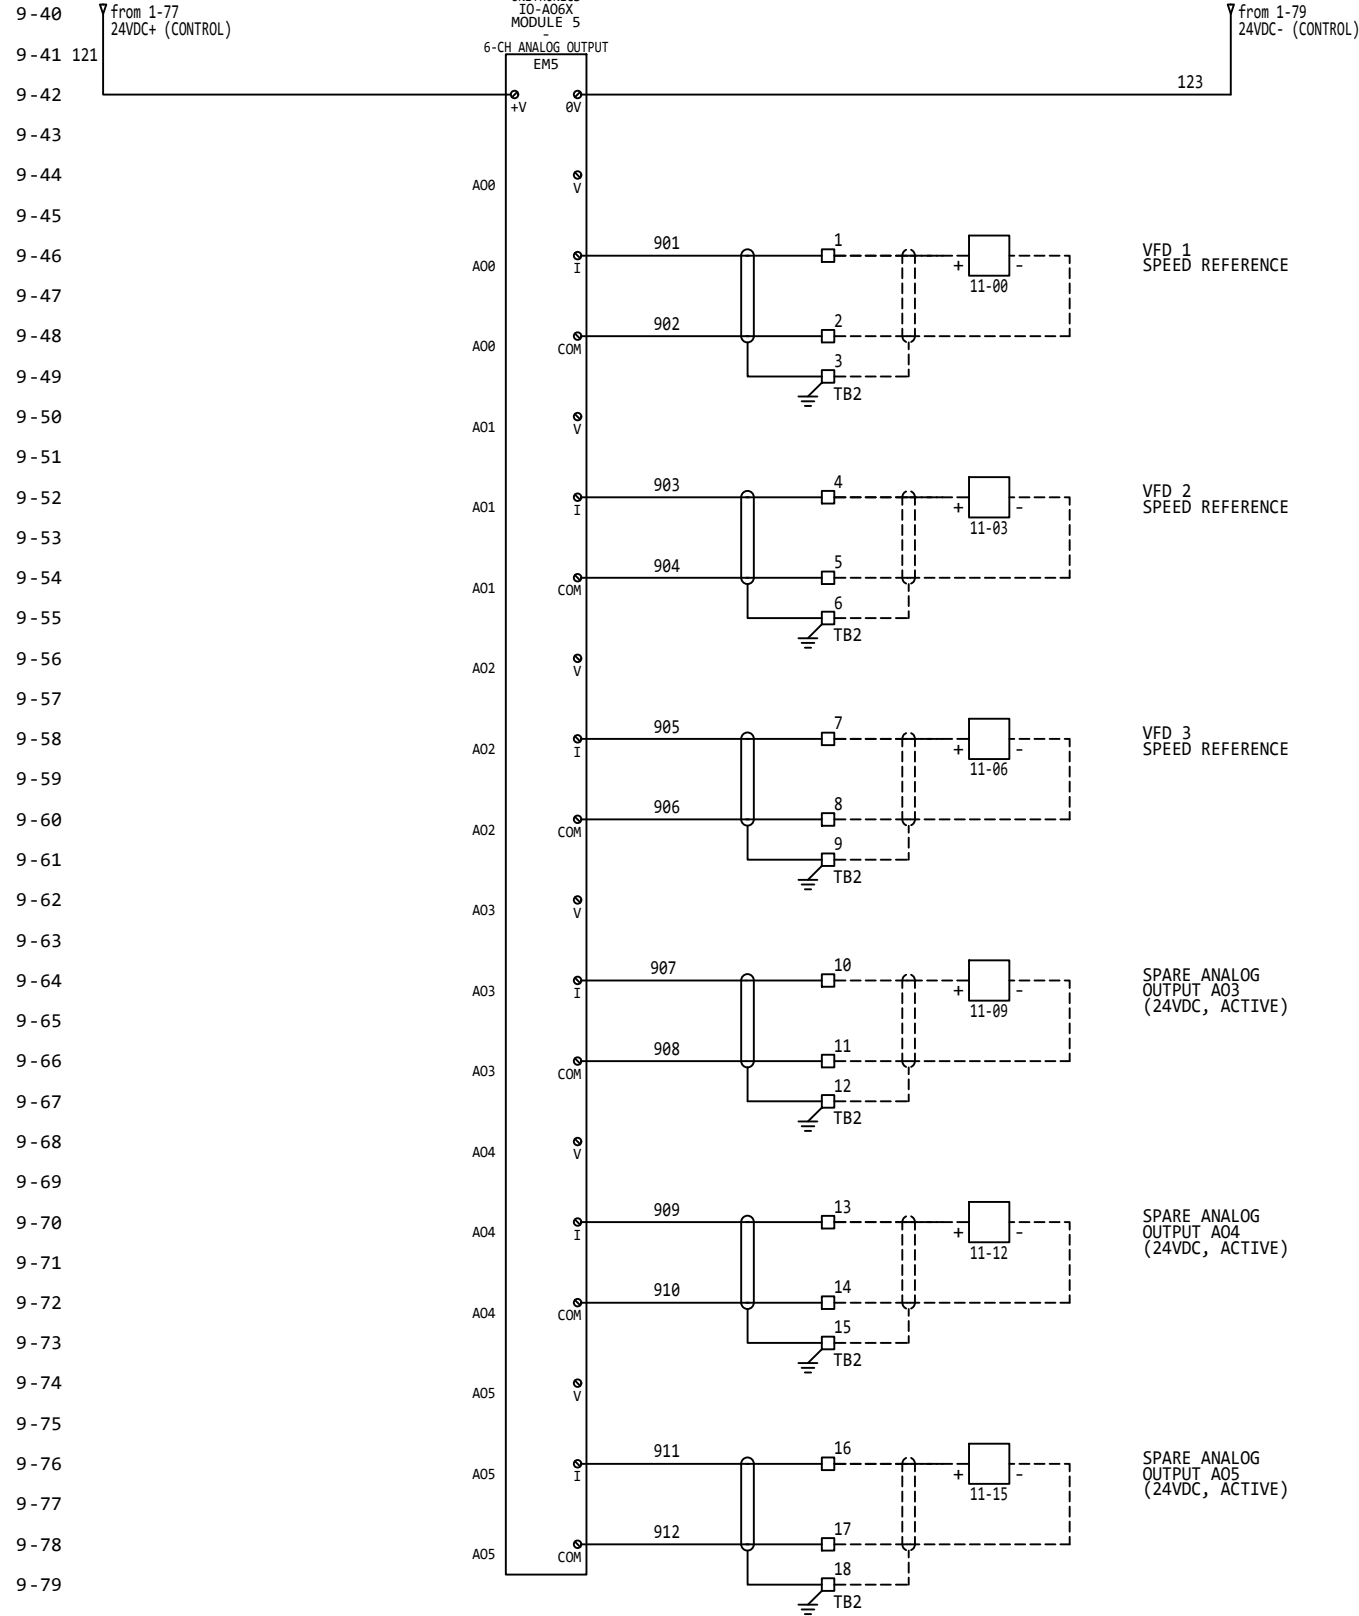 9-40 from 1-77 IO-AO6X from 1-79
24VDC+ (CONTROL) MODULE 5 24VDC- (CONTROL)
-
6-CH ANALOG OUTPUT
9-41 121 EM5
9-42 +V 0V 123
9-43
9-44 AO0 V
9-45
9-46 AO0 I 901 1 + - 11-00 VFD 1
SPEED REFERENCE
9-47
9-48 AO0 COM 902 2
9-49 3 TB2
9-50 AO1 V
9-51
9-52 AO1 I 903 4 + - 11-03 VFD 2
SPEED REFERENCE
9-53
9-54 AO1 COM 904 5
9-55 6 TB2
9-56 AO2 V
9-57
9-58 AO2 I 905 7 + - 11-06 VFD 3
SPEED REFERENCE
9-59
9-60 AO2 COM 906 8
9-61 9 TB2
9-62 AO3 V
9-63
9-64 AO3 I 907 10 + - 11-09 SPARE ANALOG
OUTPUT AO3
(24VDC, ACTIVE)
9-65
9-66 AO3 COM 908 11
9-67 12 TB2
9-68 AO4 V
9-69
9-70 AO4 I 909 13 + - 11-12 SPARE ANALOG
OUTPUT AO4
(24VDC, ACTIVE)
9-71
9-72 AO4 COM 910 14
9-73 15 TB2
9-74 AO5 V
9-75
9-76 AO5 I 911 16 + - 11-15 SPARE ANALOG
OUTPUT AO5
(24VDC, ACTIVE)
9-77
9-78 AO5 COM 912 17
9-79 18 TB2